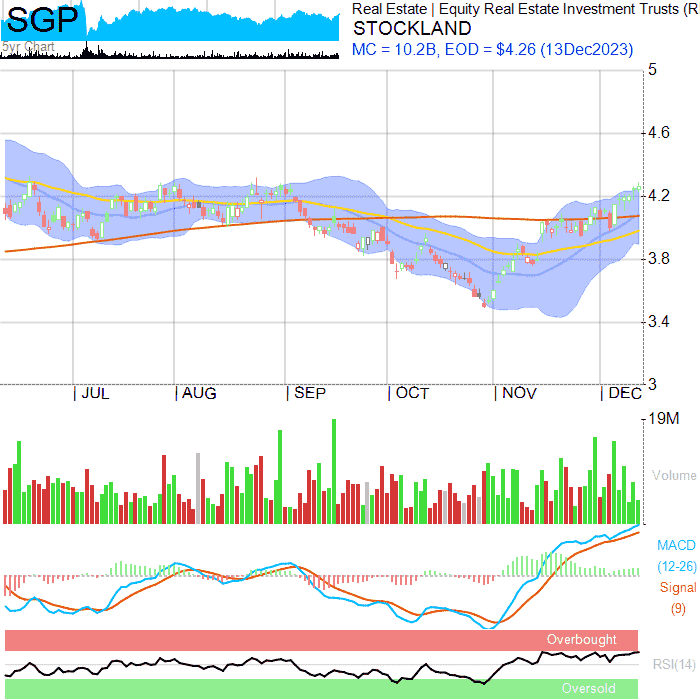 SGP
5yr Chart
Real Estate | Equity Real Estate Investment Trusts (R
STOCKLAND
MC = 10.2B, EOD = $4.26 (13Dec2023)
5
4.6
4.2
3.8
3.4
3
| JUL | AUG | SEP | OCT | NOV | DEC
19M
Volume
MACD
(12-26)
Signal
(9)
Overbought
RSI(14)
Oversold